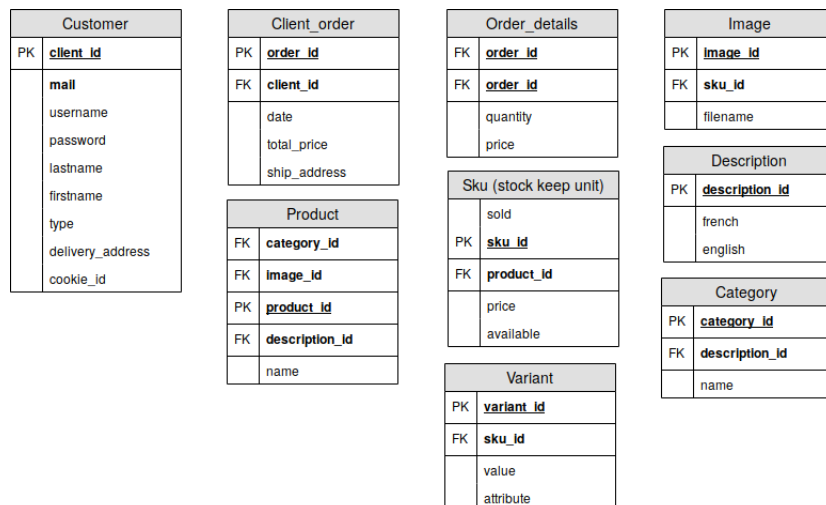 Customer
PK client_id
mail
username
password
lastname
firstname
type
delivery_address
cookie_id
Client_order
PK order_id
FK client_id
date
total_price
ship_address
Product
FK category_id
FK image_id
PK product_id
FK description_id
name
Order_details
FK order_id
FK order_id
quantity
price
Sku (stock keep unit)
sold
PK sku_id
FK product_id
price
available
Variant
PK variant_id
FK sku_id
value
attribute
Image
PK image_id
FK sku_id
filename
Description
PK description_id
french
english
Category
PK category_id
FK description_id
name